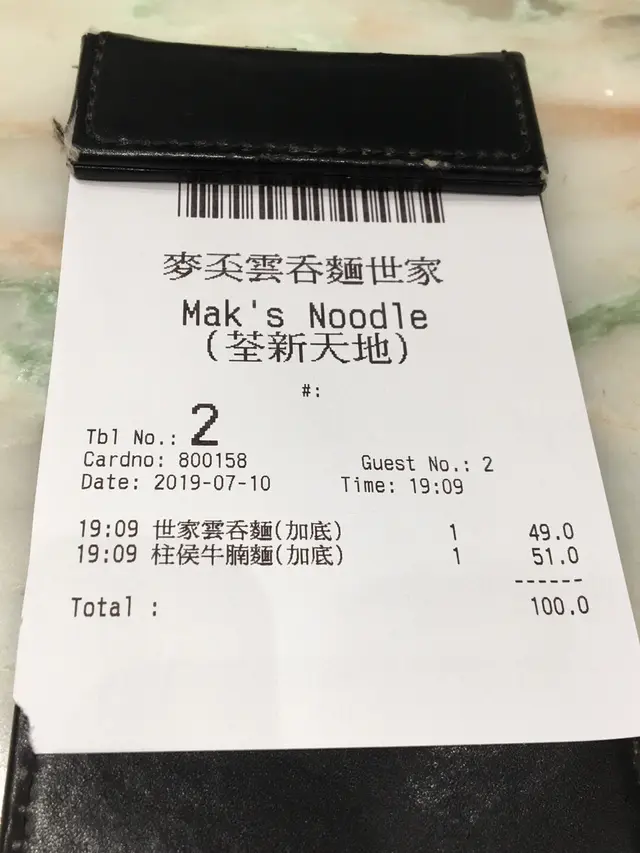 麥奀雲吞麵世家
Mak's Noodle
(荃新天地)
#:
Tbl No.: 2
Cardno: 800158 Guest No.: 2
Date: 2019-07-10 Time: 19:09
19:09 世家雲吞麵(加底) 1 49.0
19:09 柱侯牛腩麵(加底) 1 51.0
------
Total : 100.0